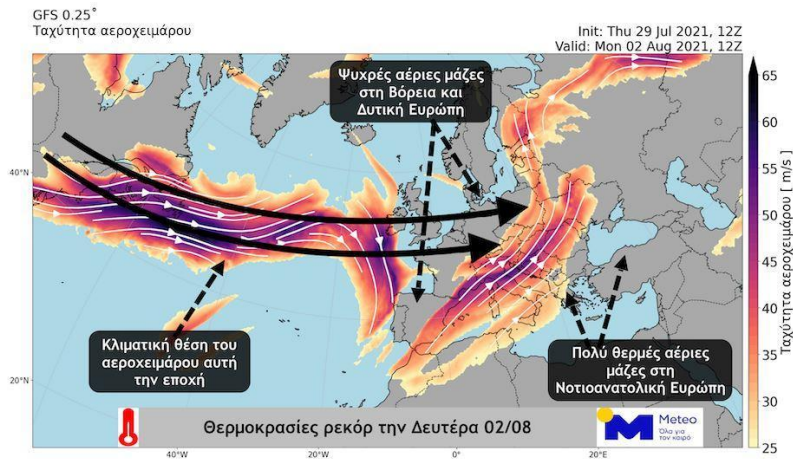 GFS 0.25°
Ταχύτητα αεροχειμάρου
Init: Thu 29 Jul 2021, 12Z
Valid: Mon 02 Aug 2021, 12Z
Ψυχρές αέριες μάζες
στη Βόρεια και
Δυτική Ευρώπη
40°N
20°N
Κλιματική θέση του
αεροχειμάρου αυτή
την εποχή
Πολύ θερμές αέριες
μάζες στη
Νοτιοανατολική Ευρώπη
Θερμοκρασίες ρεκόρ την Δευτέρα 02/08
Meteo
Όλα για
τον καιρό
40°W
20°W
0°
20°E
65
60
55
50
45
40
35
30
25
Ταχύτητα αεροχειμάρου [ m/s ]